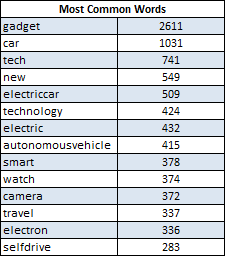 Most Common Words
gadget 2611
car 1031
tech 741
new 549
electriccar 509
technology 424
electric 432
autonomousvehicle 415
smart 378
watch 374
camera 372
travel 337
electron 336
selfdrive 283